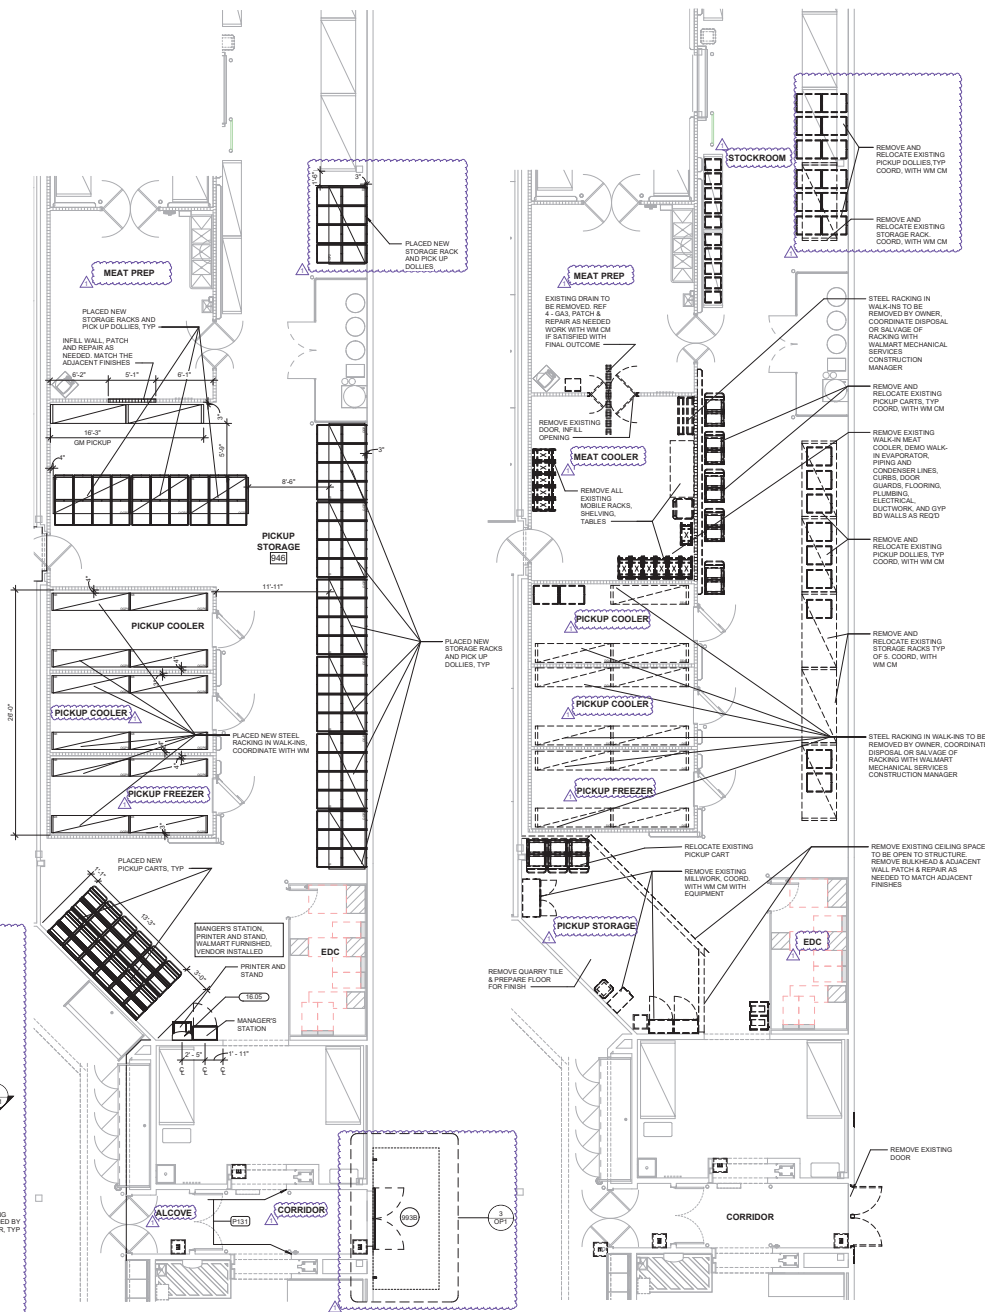 MEAT PREP
PLACED NEW
STORAGE RACK
AND PICK UP
DOLLIES
1'-6"
3"
PLACED NEW
STORAGE RACKS AND
PICK UP DOLLIES, TYP
INFILL WALL, PATCH
AND REPAIR AS
NEEDED. MATCH THE
ADJACENT FINISHES
6'-2"
5'-1"
6'-1"
16'-3"
GM PICKUP
3"
5'-9"
4"
8'-6"
3"
PICKUP
STORAGE
946
11'-11"
PICKUP COOLER
26'-0"
PICKUP COOLER
PLACED NEW
STORAGE RACKS
AND PICK UP
DOLLIES, TYP
PLACED NEW STEEL
RACKING IN WALK-INS,
COORDINATE WITH WM
PICKUP FREEZER
PLACED NEW
PICKUP CARTS, TYP
13'-3"
3'-0"
MANGER'S STATION,
PRINTER AND STAND,
WALMART FURNISHED,
VENDOR INSTALLED
EDC
PRINTER AND
STAND
16.05
MANAGER'S
STATION
2' - 5"
1' - 11"
ALCOVE
CORRIDOR
P131
993B
3
OP1
R, TYP
STOCKROOM
REMOVE AND
RELOCATE EXISTING
PICKUP DOLLIES,TYP
COORD, WITH WM CM
REMOVE AND
RELOCATE EXISTING
STORAGE RACK.
COORD, WITH WM CM
MEAT PREP
EXISTING DRAIN TO
BE REMOVED. REF
4 - GA3, PATCH &
REPAIR AS NEEDED
WORK WITH WM CM
IF SATISFIED WITH
FINAL OUTCOME
STEEL RACKING IN
WALK-INS TO BE
REMOVED BY OWNER,
COORDINATE DISPOSAL
OR SALVAGE OF
RACKING WITH
WALMART MECHANICAL
SERVICES
CONSTRUCTION
MANAGER
REMOVE AND
RELOCATE EXISTING
PICKUP CARTS, TYP
COORD, WITH WM CM
REMOVE EXISTING
DOOR, INFILL
OPENING
MEAT COOLER
REMOVE EXISTING
WALK-IN MEAT
COOLER, DEMO WALK-
IN EVAPORATOR,
PIPING AND
CONDENSER LINES,
CURBS, DOOR
GUARDS, FLOORING,
PLUMBING,
ELECTRICAL,
DUCTWORK, AND GYP
BD WALLS AS REQ'D
REMOVE ALL
EXISTING
MOBILE RACKS,
SHELVING,
TABLES
REMOVE AND
RELOCATE EXISTING
PICKUP DOLLIES, TYP
COORD, WITH WM CM
PICKUP COOLER
REMOVE AND
RELOCATE EXISTING
STORAGE RACKS TYP
OF 5. COORD, WITH
WM CM
PICKUP COOLER
STEEL RACKING IN WALK-INS TO BE
REMOVED BY OWNER, COORDINAT
DISPOSAL OR SALVAGE OF
RACKING WITH WALMART
MECHANICAL SERVICES
CONSTRUCTION MANAGER
PICKUP FREEZER
RELOCATE EXISTING
PICKUP CART
REMOVE EXISTING CEILING SPACE
TO BE OPEN TO STRUCTURE.
REMOVE BULKHEAD & ADJACENT
WALL PATCH & REPAIR AS
NEEDED TO MATCH ADJACENT
FINISHES
REMOVE EXISTING
MILLWORK, COORD.
WITH WM CM WITH
EQUIPMENT
PICKUP STORAGE
EDC
REMOVE QUARRY TILE
& PREPARE FLOOR
FOR FINISH
REMOVE EXISTING
DOOR
CORRIDOR